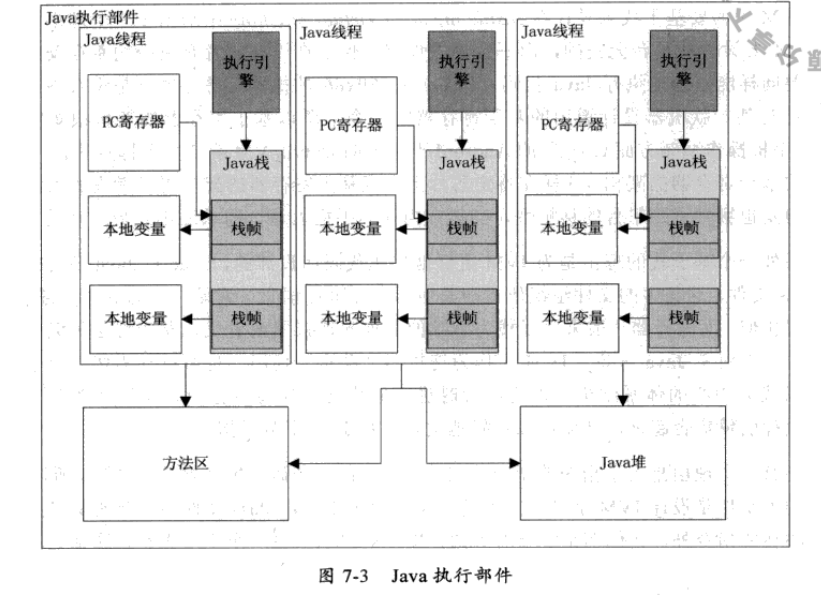 Java执行部件
Java线程
执行引
擎
PC寄存器
Java栈
本地变量
栈帧
本地变量
栈帧
Java线程
执行引
擎
PC寄存器
Java栈
本地变量
栈帧
本地变量
栈帧
Java线程
执行引
擎
PC寄存器
Java栈
本地变量
栈帧
本地变量
栈帧
方法区
Java堆
图 7-3 Java 执行部件